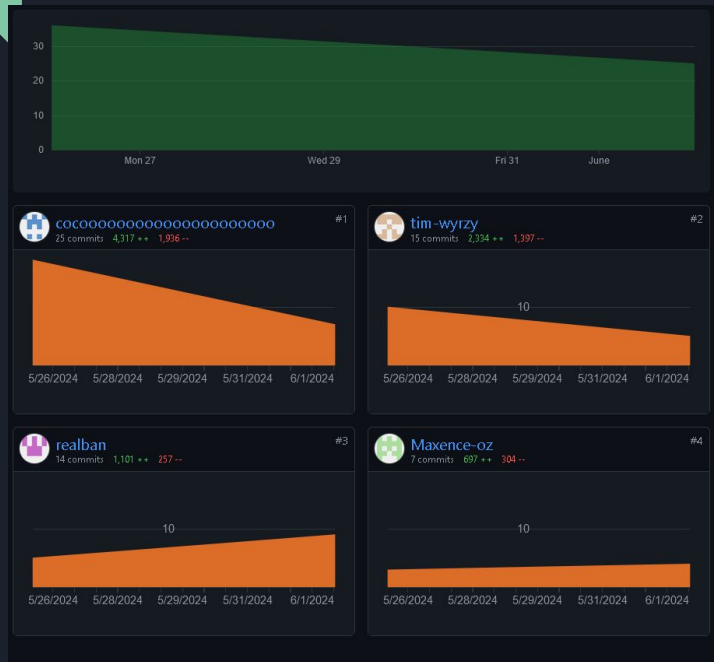 30
20
10
0
Mon 27 Wed 29 Fri 31 June
cocoooooooooooooooooooooo #1
25 commits 4,317 ++ 1,936 --
5/26/2024 5/28/2024 5/29/2024 5/31/2024 6/1/2024
tim-wyrzy #2
15 commits 2,334 ++ 1,397 --
10
5/26/2024 5/28/2024 5/29/2024 5/31/2024 6/1/2024
realban #3
14 commits 1,101 ++ 257 --
10
5/26/2024 5/28/2024 5/29/2024 5/31/2024 6/1/2024
Maxence-oz #4
7 commits 697 ++ 304 --
10
5/26/2024 5/28/2024 5/29/2024 5/31/2024 6/1/2024